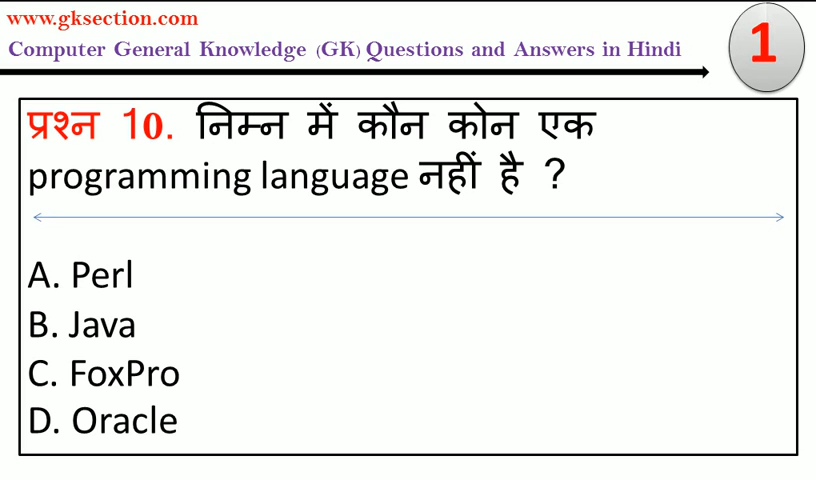 www.gksection.com
Computer General Knowledge (GK) Questions and Answers in Hindi
1
प्रश्न 10. निम्न में कौन कोन एक
programming language नहीं है ?
A. Perl
B. Java
C. FoxPro
D. Oracle